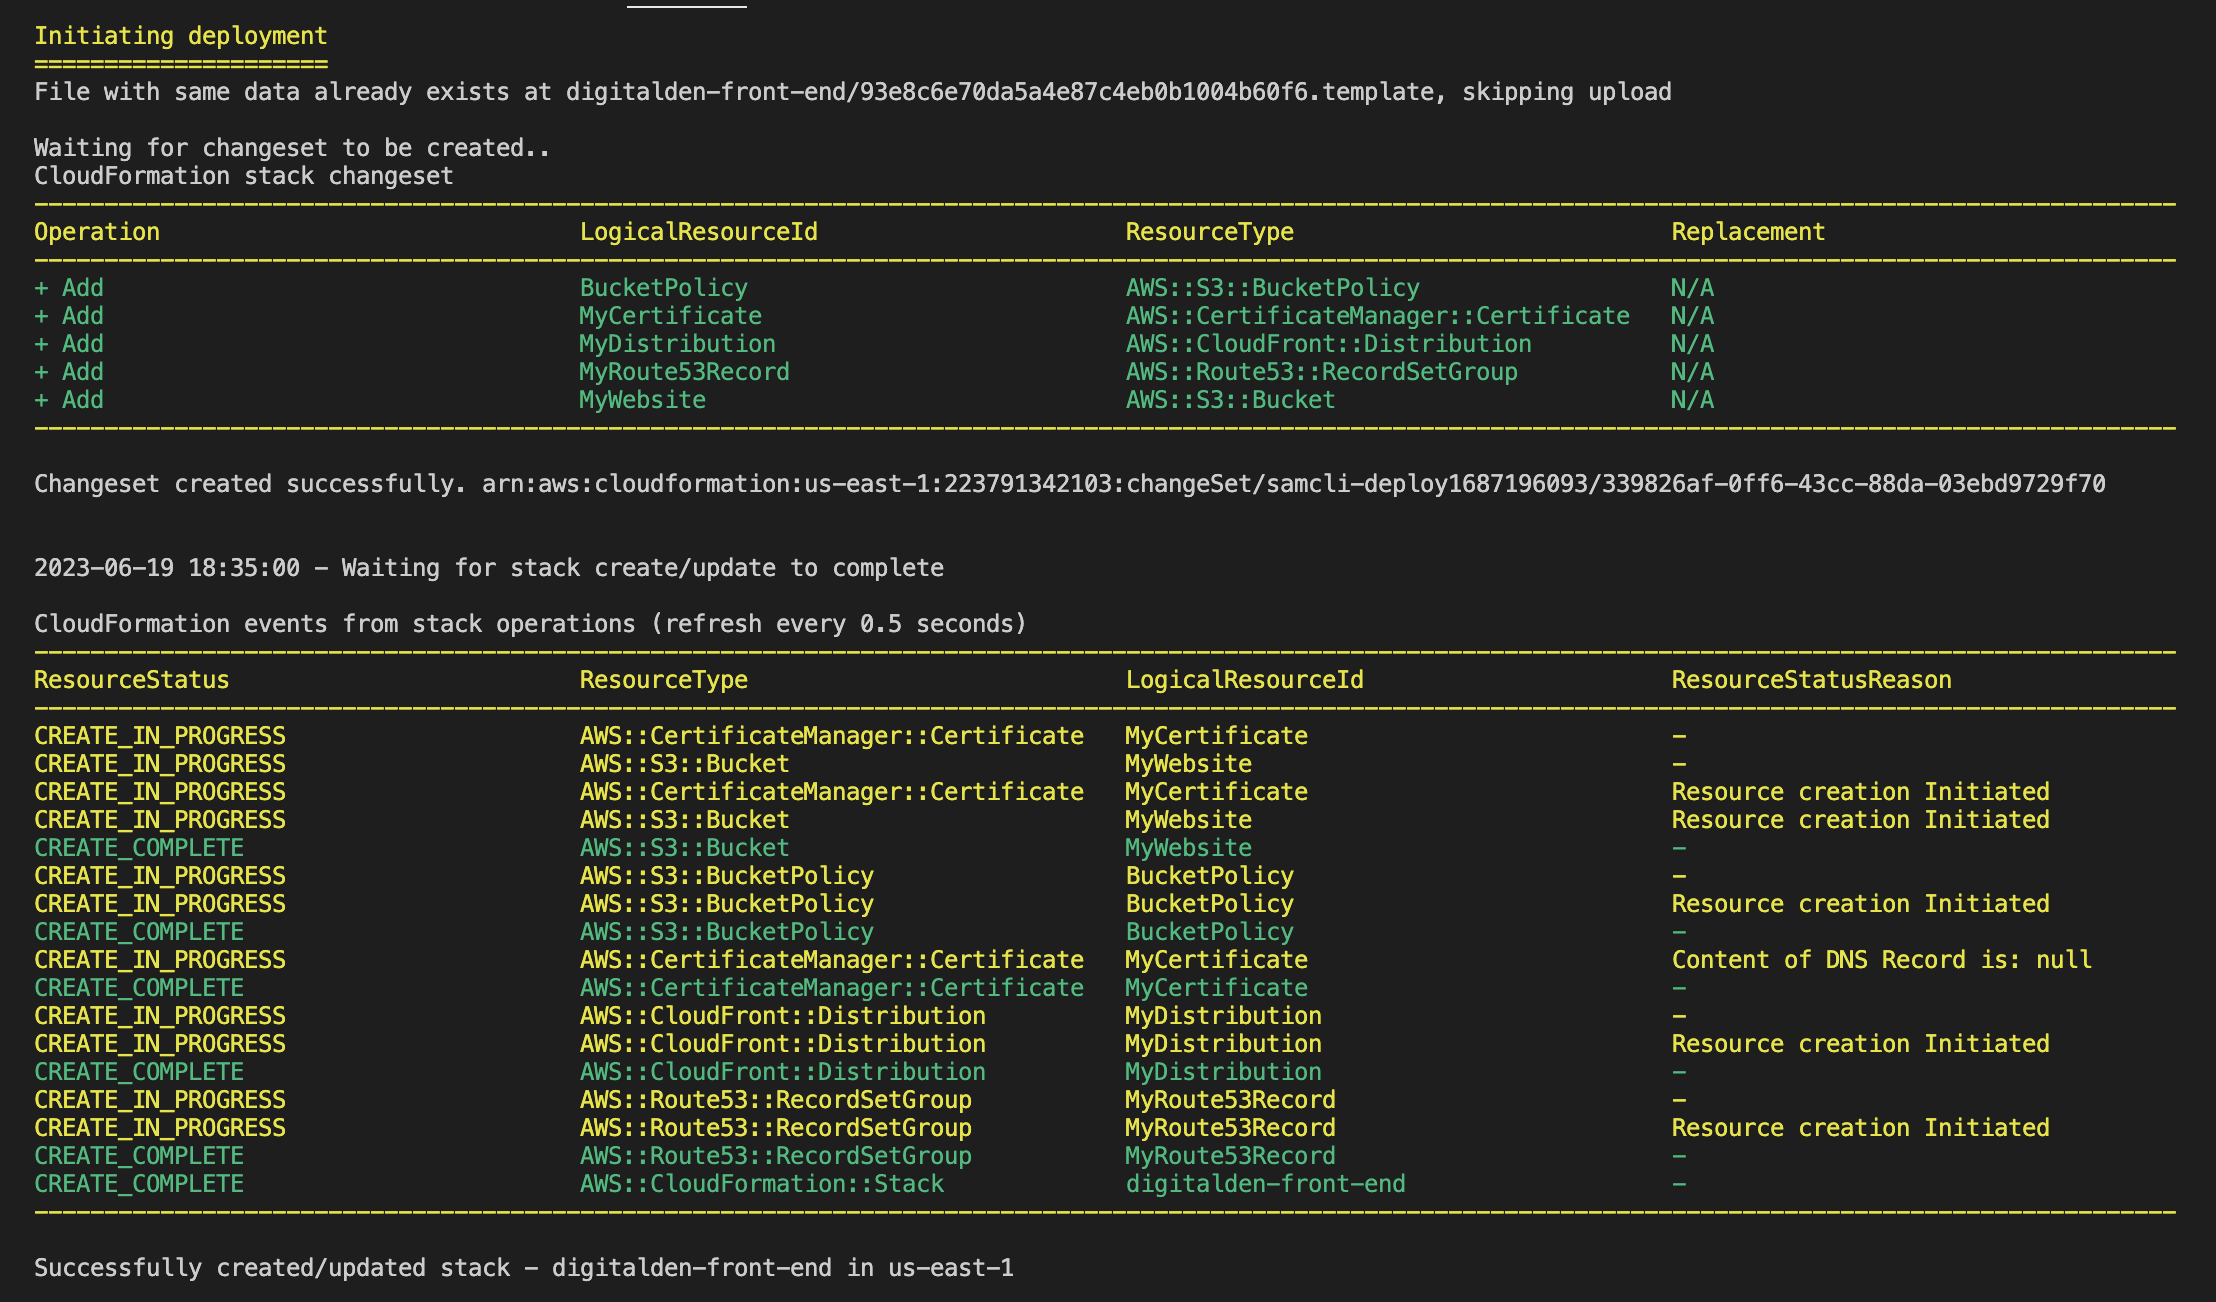 Initiating deployment
=====================
File with same data already exists at digitalden-front-end/93e8c6e70da5a4e87c4eb0b1004b60f6.template, skipping upload
Waiting for changeset to be created..
CloudFormation stack changeset
Operation LogicalResourceId ResourceType Replacement
+ Add BucketPolicy AWS::S3::BucketPolicy N/A
+ Add MyCertificate AWS::CertificateManager::Certificate N/A
+ Add MyDistribution AWS::CloudFront::Distribution N/A
+ Add MyRoute53Record AWS::Route53::RecordSetGroup N/A
+ Add MyWebsite AWS::S3::Bucket N/A
Changeset created successfully. arn:aws:cloudformation:us-east-1:223791342103:changeSet/samcli-deploy1687196093/339826af-0ff6-43cc-88da-03ebd9729f70
2023-06-19 18:35:00 - Waiting for stack create/update to complete
CloudFormation events from stack operations (refresh every 0.5 seconds)
ResourceStatus ResourceType LogicalResourceId ResourceStatusReason
CREATE_IN_PROGRESS AWS::CertificateManager::Certificate MyCertificate -
CREATE_IN_PROGRESS AWS::S3::Bucket MyWebsite -
CREATE_IN_PROGRESS AWS::CertificateManager::Certificate MyCertificate Resource creation Initiated
CREATE_IN_PROGRESS AWS::S3::Bucket MyWebsite Resource creation Initiated
CREATE_COMPLETE AWS::S3::Bucket MyWebsite -
CREATE_IN_PROGRESS AWS::S3::BucketPolicy BucketPolicy -
CREATE_IN_PROGRESS AWS::S3::BucketPolicy BucketPolicy Resource creation Initiated
CREATE_COMPLETE AWS::S3::BucketPolicy BucketPolicy -
CREATE_IN_PROGRESS AWS::CertificateManager::Certificate MyCertificate Content of DNS Record is: null
CREATE_COMPLETE AWS::CertificateManager::Certificate MyCertificate -
CREATE_IN_PROGRESS AWS::CloudFront::Distribution MyDistribution -
CREATE_IN_PROGRESS AWS::CloudFront::Distribution MyDistribution Resource creation Initiated
CREATE_COMPLETE AWS::CloudFront::Distribution MyDistribution -
CREATE_IN_PROGRESS AWS::Route53::RecordSetGroup MyRoute53Record -
CREATE_IN_PROGRESS AWS::Route53::RecordSetGroup MyRoute53Record Resource creation Initiated
CREATE_COMPLETE AWS::Route53::RecordSetGroup MyRoute53Record -
CREATE_COMPLETE AWS::CloudFormation::Stack digitalden-front-end -
Successfully created/updated stack - digitalden-front-end in us-east-1